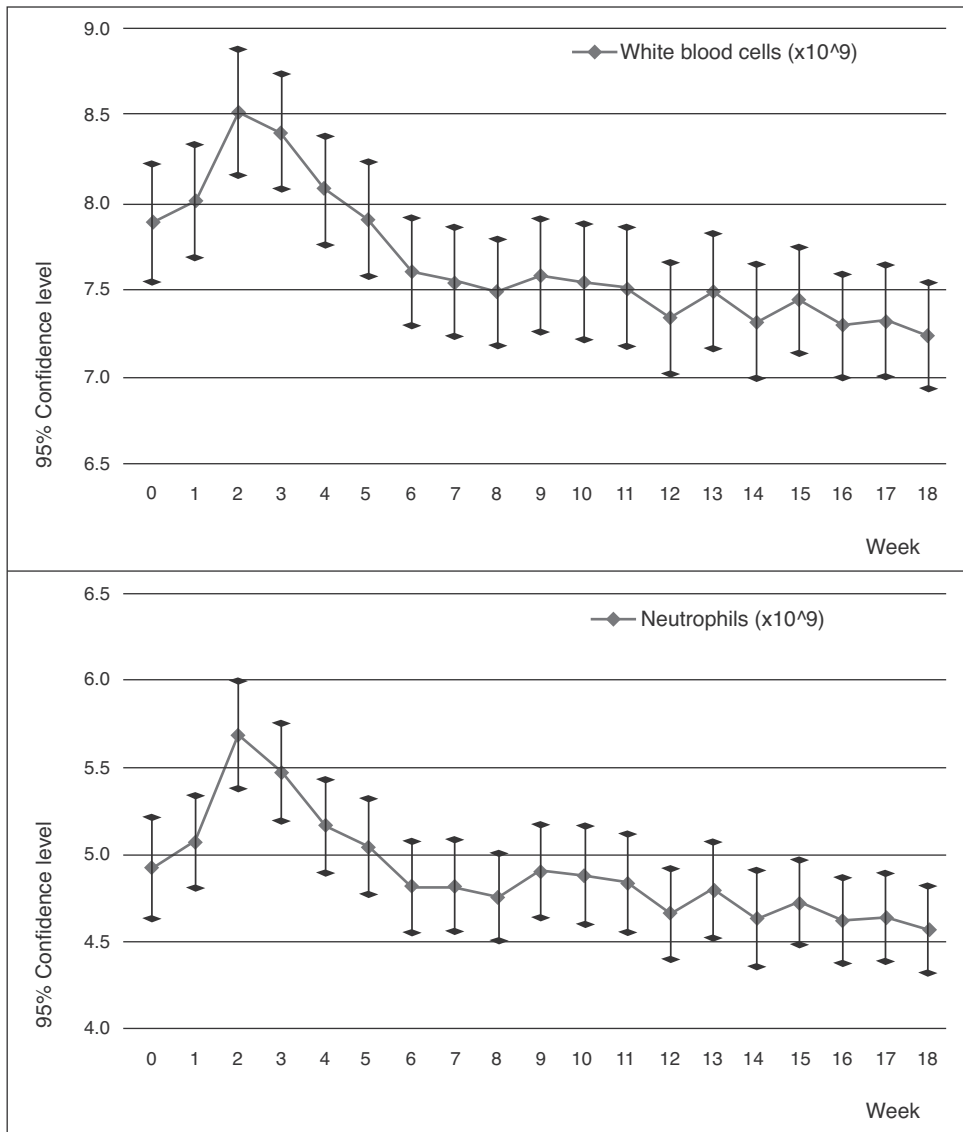 9.0
White blood cells (x10^9)
8.5
8.0
7.5
7.0
6.5
95% Confidence level
0 1 2 3 4 5 6 7 8 9 10 11 12 13 14 15 16 17 18
Week
6.5
Neutrophils (x10^9)
6.0
5.5
5.0
4.5
4.0
95% Confidence level
0 1 2 3 4 5 6 7 8 9 10 11 12 13 14 15 16 17 18
Week